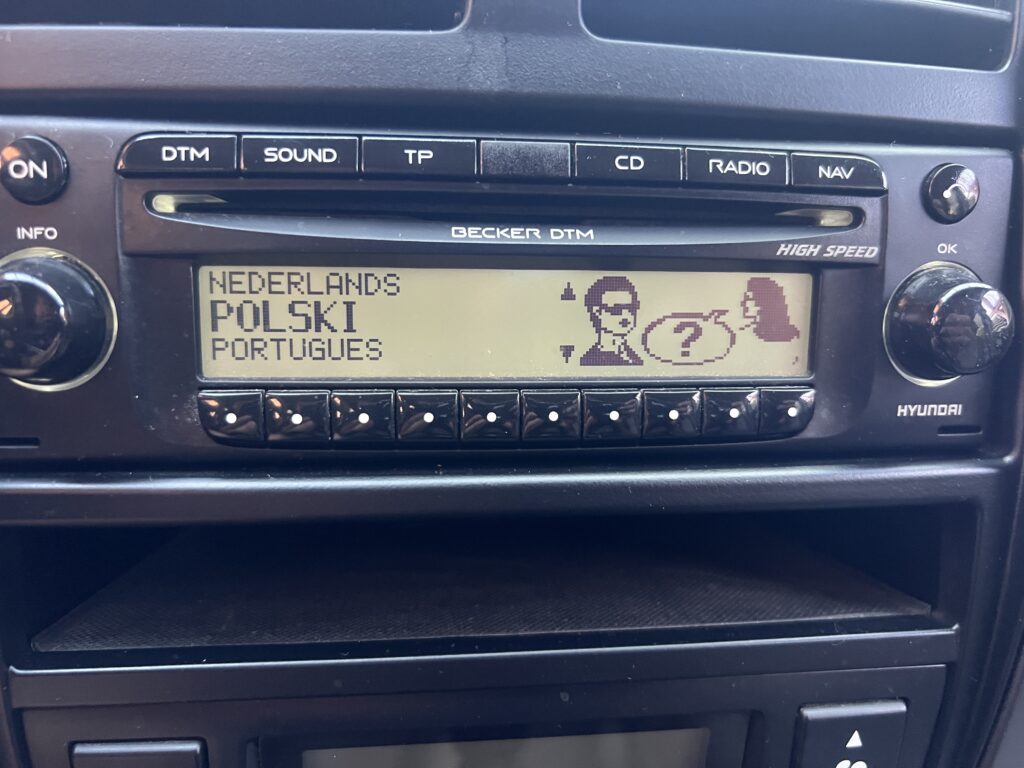 ON
DTM SOUND TP CD RADIO NAV
INFO
BECKER DTM
HIGH SPEED
OK
NEDERLANDS
POLSKI
PORTUGUES
?
HYUNDAI